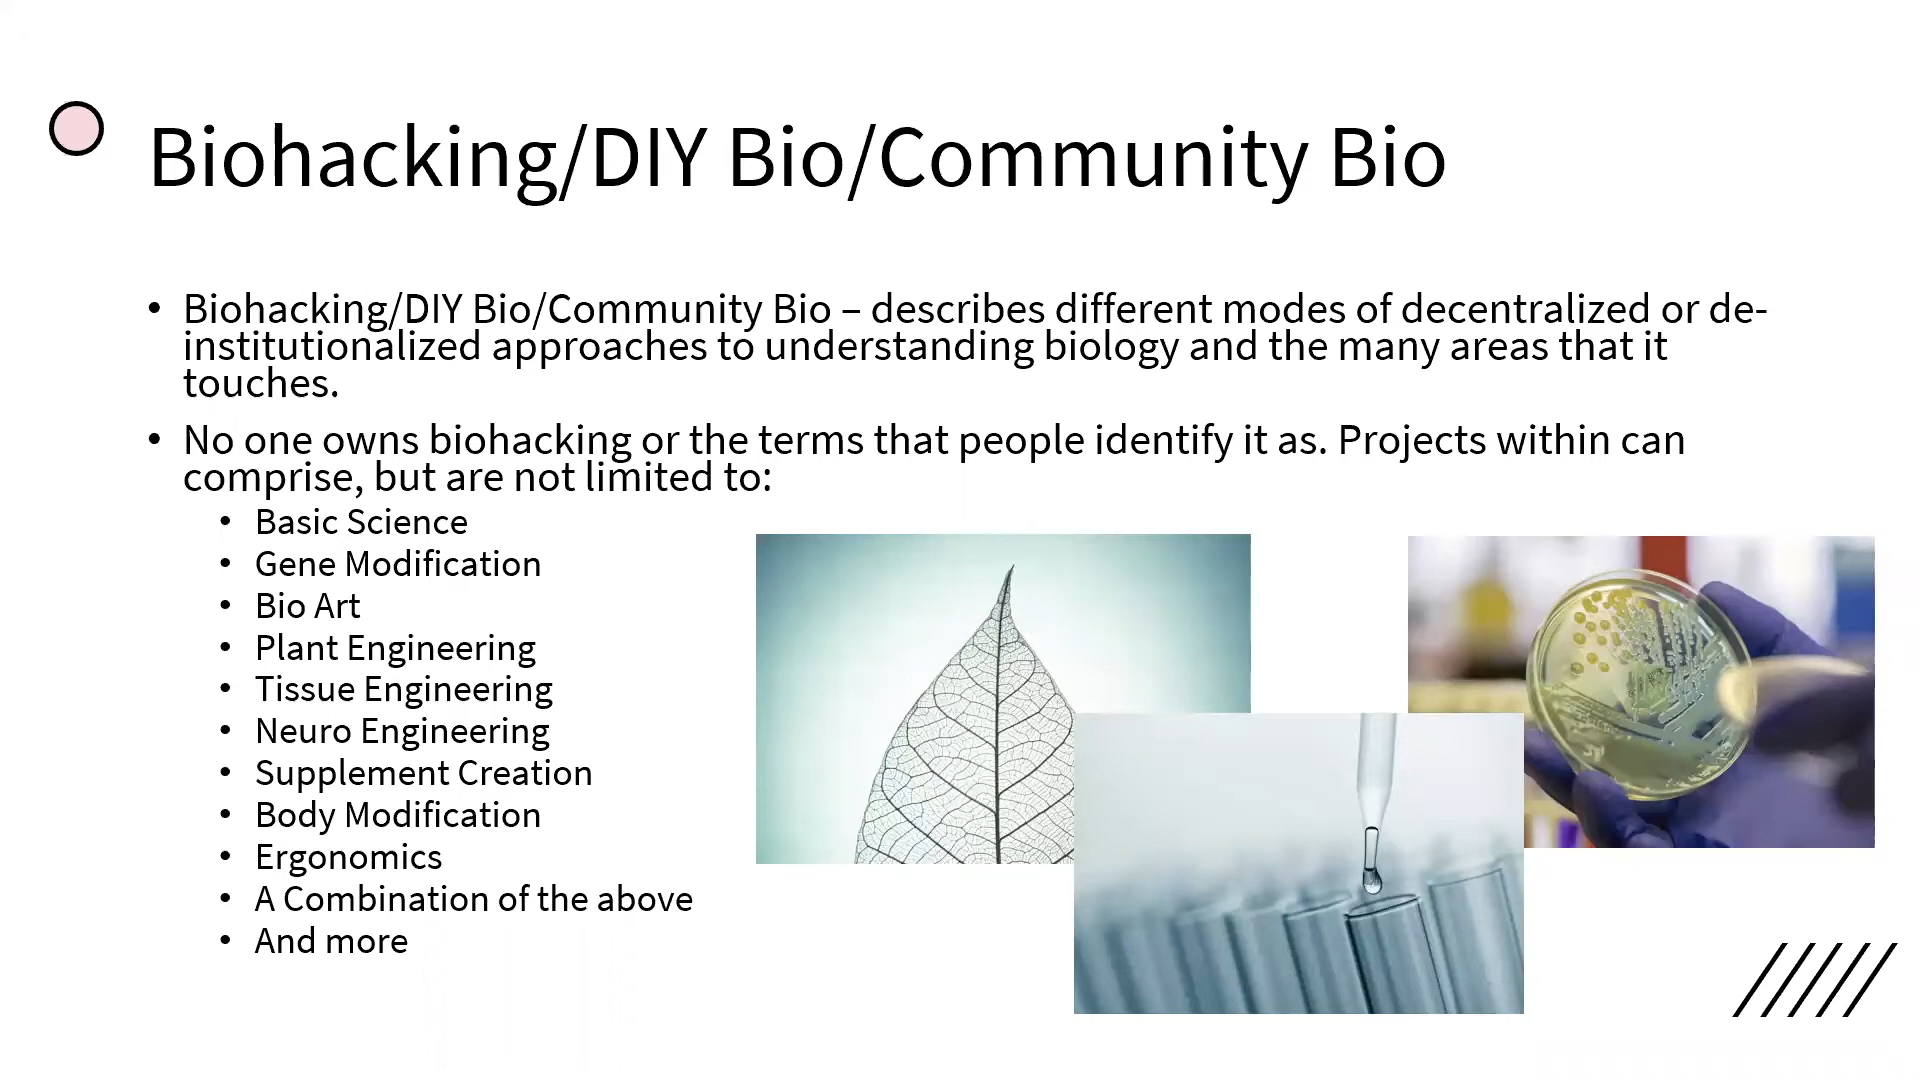 Biohacking/DIY Bio/Community Bio
• Biohacking/DIY Bio/Community Bio – describes different modes of decentralized or de-
institutionalized approaches to understanding biology and the many areas that it
touches.
• No one owns biohacking or the terms that people identify it as. Projects within can
comprise, but are not limited to:
• Basic Science
• Gene Modification
• Bio Art
• Plant Engineering
• Tissue Engineering
• Neuro Engineering
• Supplement Creation
• Body Modification
• Ergonomics
• A Combination of the above
• And more